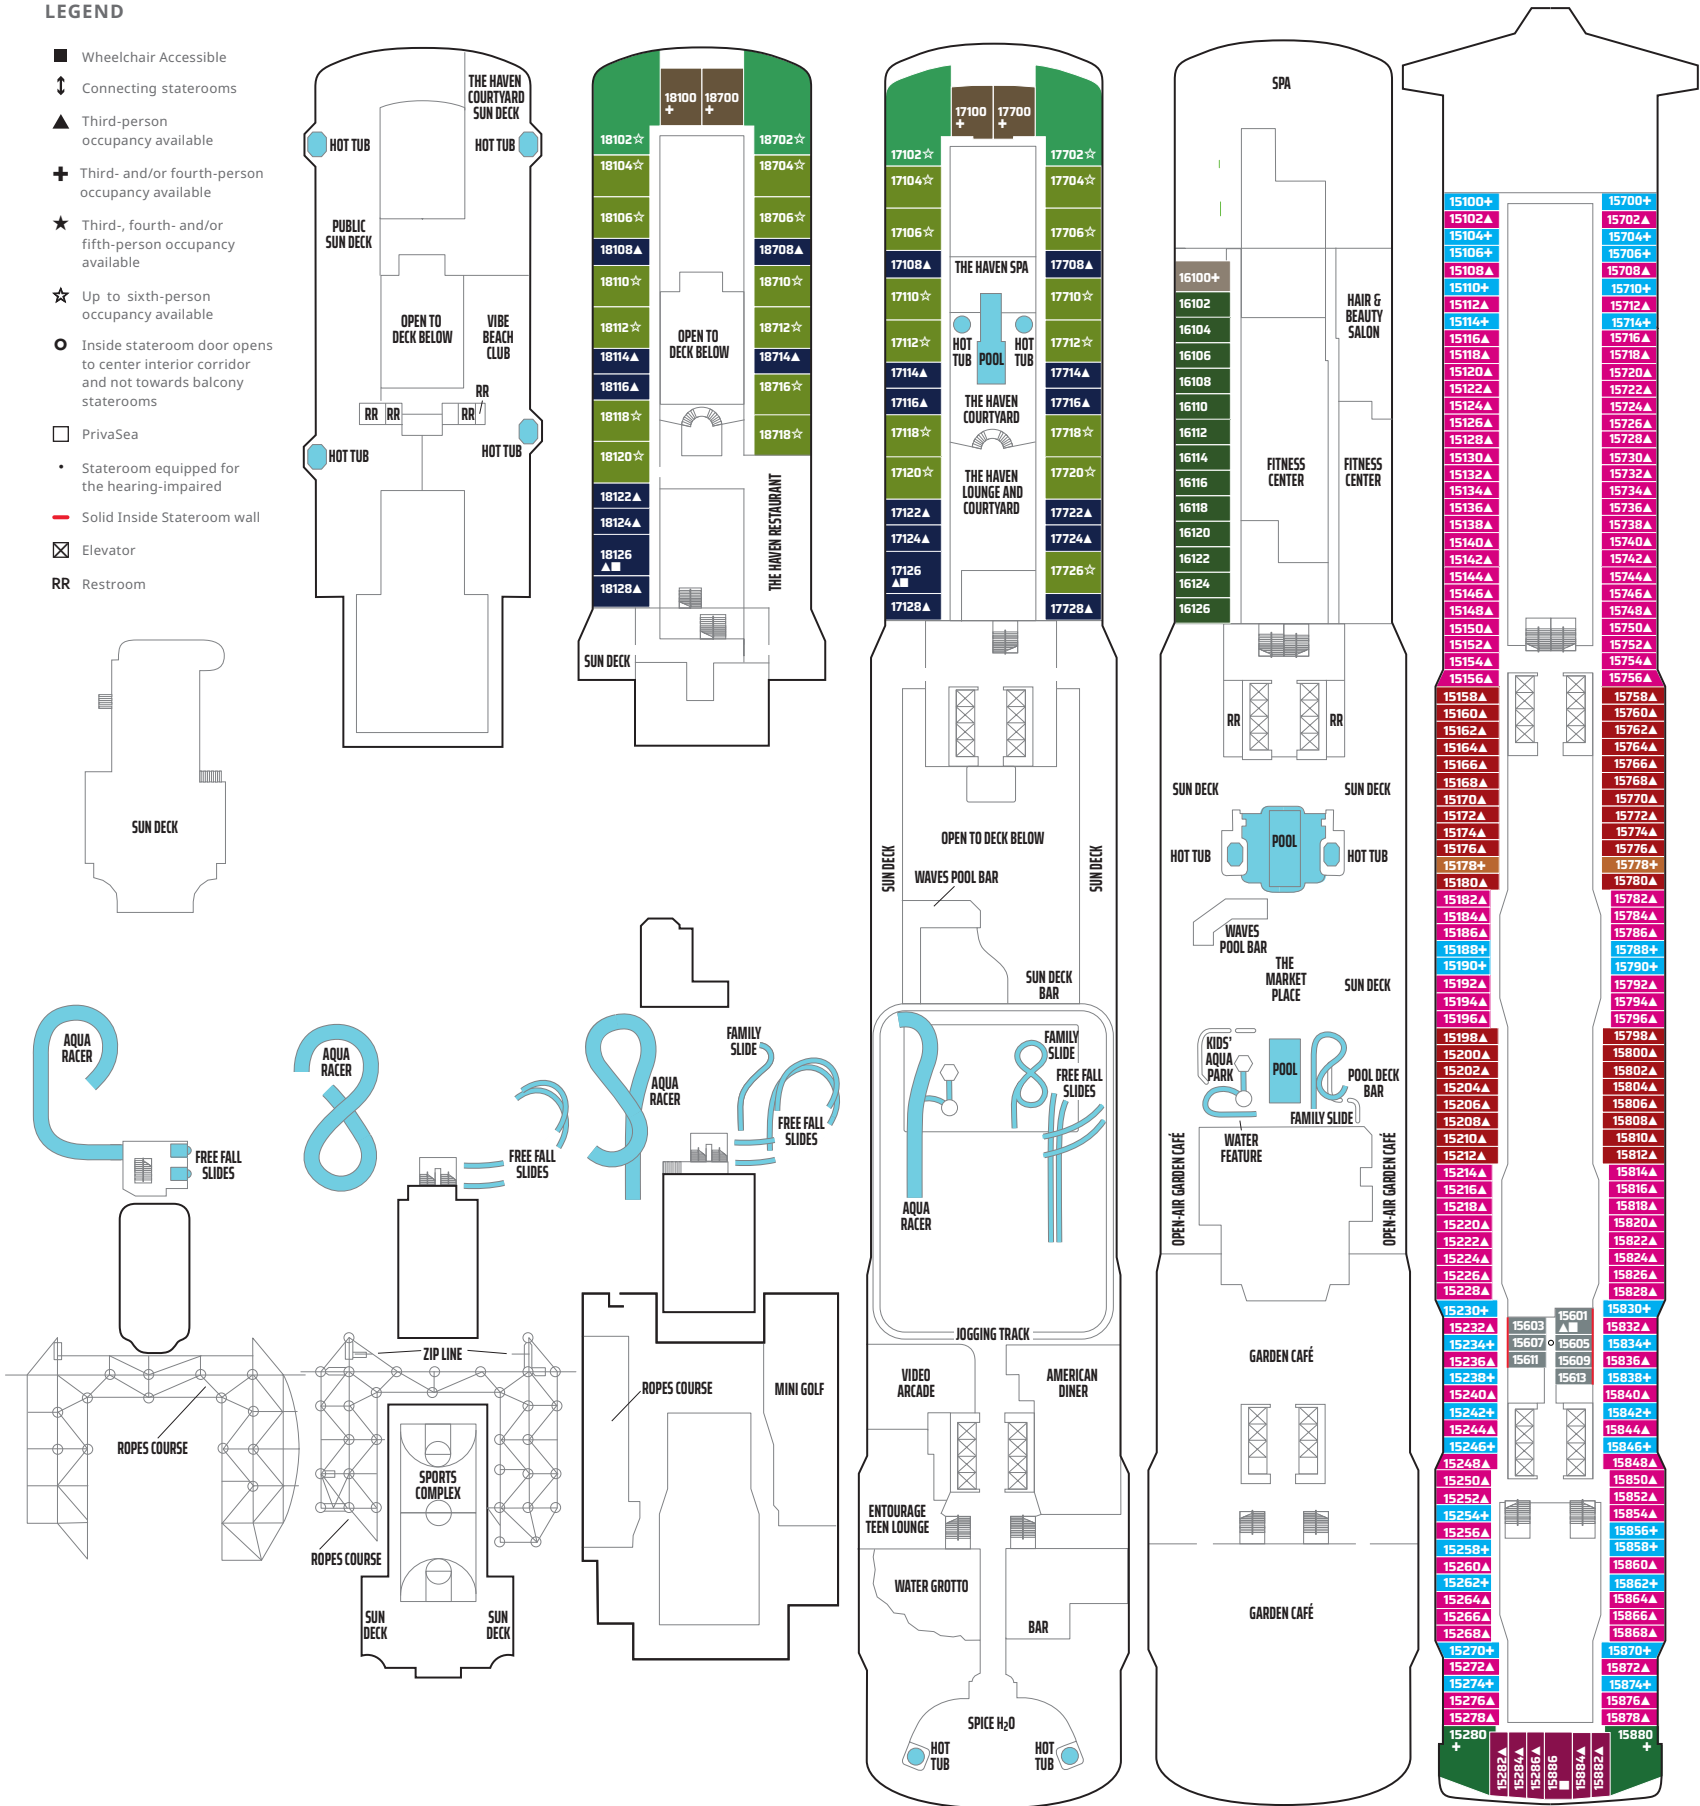 LEGEND
Wheelchair Accessible
Connecting staterooms
Third-person
occupancy available
Third- and/or fourth-person
occupancy available
Third-, fourth- and/or
fifth-person occupancy
available
Up to sixth-person
occupancy available
Inside stateroom door opens
to center interior corridor
and not towards balcony
staterooms
PrivaSea
Stateroom equipped for
the hearing-impaired
Solid Inside Stateroom wall
Elevator
RR Restroom
SUN DECK
AQUA
RACER
FREE FALL
SLIDES
ROPES COURSE
THE HAVEN
COURTYARD
SUN DECK
HOT TUB
HOT TUB
PUBLIC
SUN DECK
OPEN TO
DECK BELOW
VIBE
BEACH
CLUB
RR
RR RR
RR
HOT TUB
HOT TUB
AQUA
RACER
FREE FALL
SLIDES
ZIP LINE
SPORTS
COMPLEX
ROPES COURSE
SUN
DECK
SUN
DECK
18100 ✚
18700 ✚
18102☆
18104☆
18106☆
18108▲
18110☆
18112☆
18114▲
18116▲
18118☆
18120☆
18122▲
18124▲
18126
▲■
18128▲
18702☆
18704☆
18706☆
18708▲
18710☆
18712☆
18714▲
18716☆
18718☆
OPEN TO
DECK BELOW
THE HAVEN RESTAURANT
SUN DECK
FAMILY
SLIDE
AQUA
RACER
FREE FALL
SLIDES
ROPES COURSE
MINI GOLF
17100 ✚
17700 ✚
17102☆
17104☆
17106☆
17108▲
17110☆
17112☆
17114▲
17116▲
17118☆
17120☆
17122▲
17124▲
17126
▲■
17128▲
17702☆
17704☆
17706☆
17708▲
17710☆
17712☆
17714▲
17716▲
17718☆
17720☆
17722▲
17724▲
17726☆
17728▲
THE HAVEN SPA
HOT
TUB
POOL
HOT
TUB
THE HAVEN
COURTYARD
THE HAVEN
LOUNGE AND
COURTYARD
OPEN TO DECK BELOW
SUN DECK
SUN DECK
WAVES POOL BAR
SUN DECK
BAR
FAMILY
SLIDE
FREE FALL
SLIDES
AQUA
RACER
JOGGING TRACK
VIDEO
ARCADE
AMERICAN
DINER
ENTOURAGE
TEEN LOUNGE
WATER GROTTO
BAR
SPICE H2O
HOT
TUB
HOT
TUB
SPA
16100✚
16102
16104
16106
16108
16110
16112
16114
16116
16118
16120
16122
16124
16126
HAIR &
BEAUTY
SALON
FITNESS
CENTER
FITNESS
CENTER
RR
RR
SUN DECK
SUN DECK
POOL
HOT TUB
HOT TUB
WAVES
POOL BAR
THE
MARKET
PLACE
SUN DECK
KIDS'
AQUA
PARK
POOL
POOL DECK
BAR
FAMILY SLIDE
WATER
FEATURE
OPEN-AIR GARDEN CAFÉ
OPEN-AIR GARDEN CAFÉ
GARDEN CAFÉ
GARDEN CAFÉ
15100✚
15102▲
15104✚
15106✚
15108▲
15110✚
15112▲
15114✚
15116▲
15118▲
15120▲
15122▲
15124▲
15126▲
15128▲
15130▲
15132▲
15134▲
15136▲
15138▲
15140▲
15142▲
15144▲
15146▲
15148▲
15150▲
15152▲
15154▲
15156▲
15158▲
15160▲
15162▲
15164▲
15166▲
15168▲
15170▲
15172▲
15174▲
15176▲
15178✚
15180▲
15182▲
15184▲
15186▲
15188✚
15190✚
15192▲
15194▲
15196▲
15198▲
15200▲
15202▲
15204▲
15206▲
15208▲
15210▲
15212▲
15214▲
15216▲
15218▲
15220▲
15222▲
15224▲
15226▲
15228▲
15230✚
15232▲
15234✚
15236▲
15238✚
15240▲
15242✚
15244▲
15246✚
15248▲
15250▲
15252▲
15254✚
15256▲
15258✚
15260▲
15262✚
15264▲
15266▲
15268▲
15270✚
15272▲
15274✚
15276▲
15278▲
15280
✚
15700✚
15702▲
15704✚
15706✚
15708▲
15710✚
15712▲
15714✚
15716▲
15718▲
15720▲
15722▲
15724▲
15726▲
15728▲
15730▲
15732▲
15734▲
15736▲
15738▲
15740▲
15742▲
15744▲
15746▲
15748▲
15750▲
15752▲
15754▲
15756▲
15758▲
15760▲
15762▲
15764▲
15766▲
15768▲
15770▲
15772▲
15774▲
15776▲
15778✚
15780▲
15782▲
15784▲
15786▲
15788✚
15790✚
15792▲
15794▲
15796▲
15798▲
15800▲
15802▲
15804▲
15806▲
15808▲
15810▲
15812▲
15814▲
15816▲
15818▲
15820▲
15822▲
15824▲
15826▲
15828▲
15830✚
15832▲
15834✚
15836▲
15838✚
15840▲
15842✚
15844▲
15846✚
15848▲
15850▲
15852▲
15854▲
15856✚
15858✚
15860▲
15862✚
15864▲
15866▲
15868▲
15870✚
15872▲
15874✚
15876▲
15878▲
15880
✚
15601
▲■
15603
15607
15605
15611
15609
15613
15282▲
15284▲
15286▲
15886
■
15884▲
15882▲